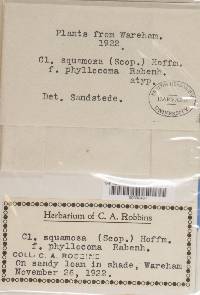 Plants from Wareham.
1922.
Cl. squamosa (Scop.) Hoffm.
f. phyllocoma Rabenh.
atyp.
Det. Sandstede.
Herbarium of C. A. Robbins
Cl. squamosa (Scop.) Hoffm.
f. phyllocoma Rabenh.
COLL. C. A. ROBBINS
On sandy loam in shade, Wareham
November 26, 1922.